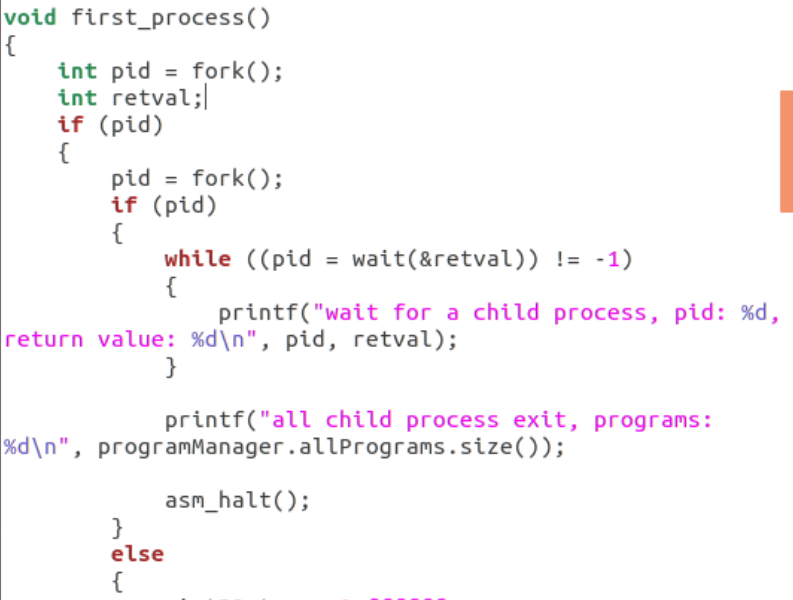 void first_process()
{
    int pid = fork();
    int retval;
    if (pid)
    {
        pid = fork();
        if (pid)
        {
            while ((pid = wait(&retval)) != -1)
            {
                printf("wait for a child process, pid: %d,
return value: %d\n", pid, retval);
            }

            printf("all child process exit, programs:
%d\n", programManager.allPrograms.size());

            asm_halt();
        }
        else
        {